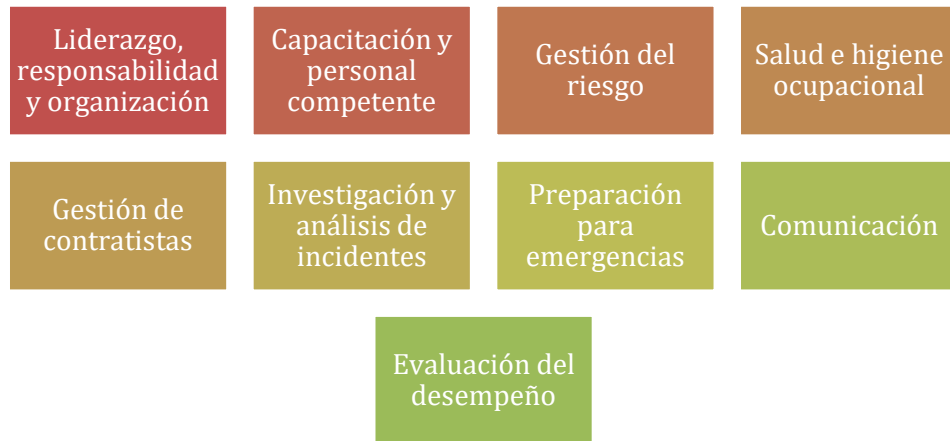 Liderazgo,
responsabilidad
y organización
Capacitación y
personal
competente
Gestión del
riesgo
Salud e higiene
ocupacional
Gestión de
contratistas
Investigación y
análisis de
incidentes
Preparación
para
emergencias
Comunicación
Evaluación del
desempeño